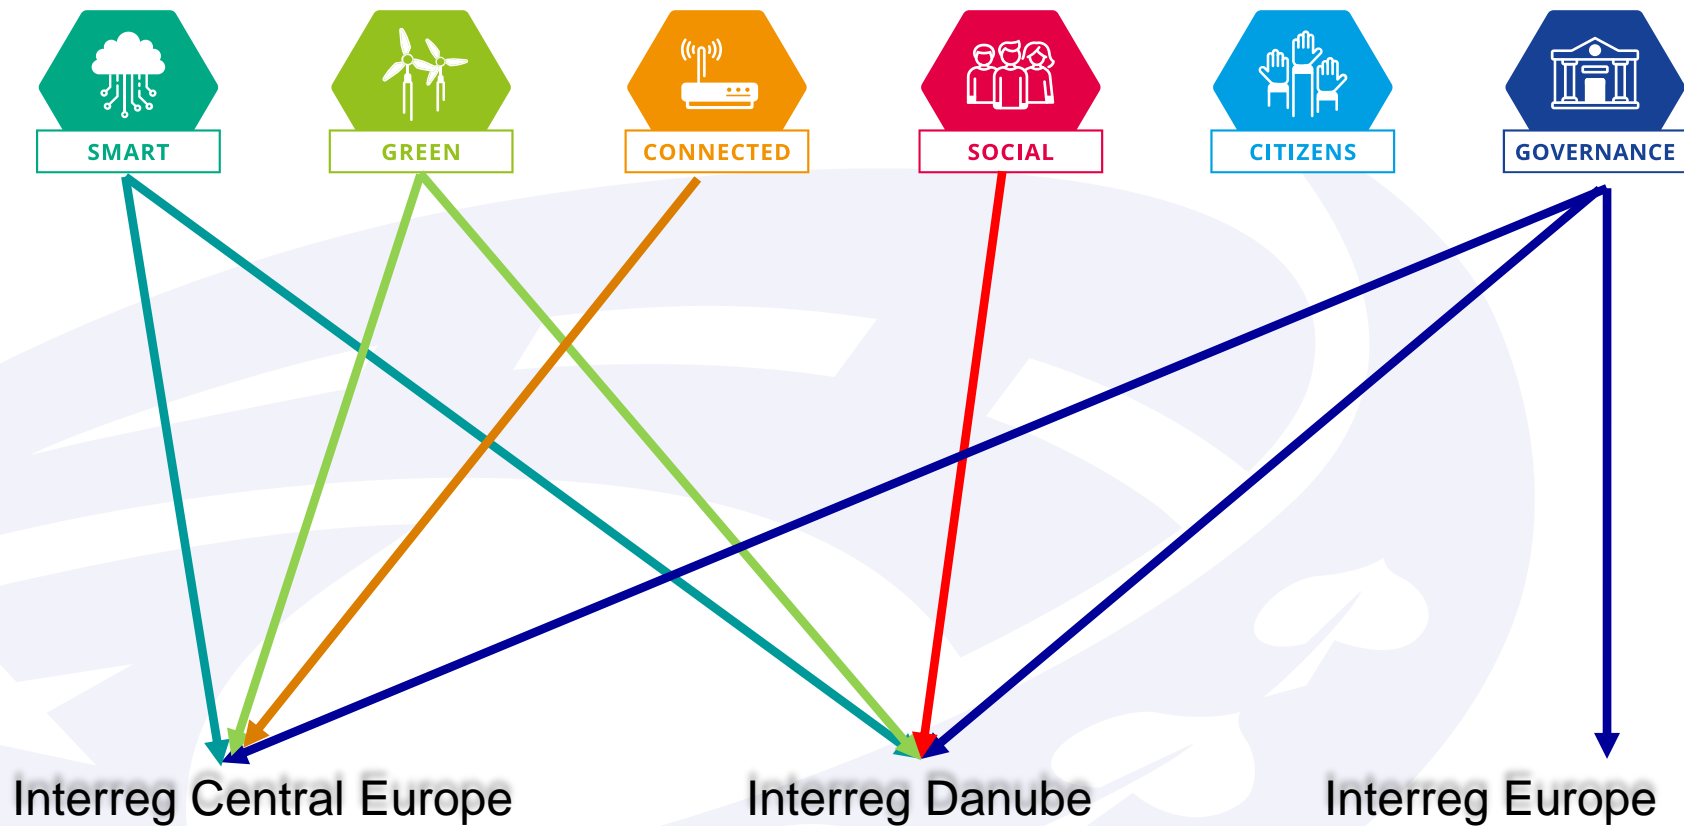 SMART
GREEN
CONNECTED
SOCIAL
CITIZENS
GOVERNANCE
Interreg Central Europe
Interreg Danube
Interreg Europe